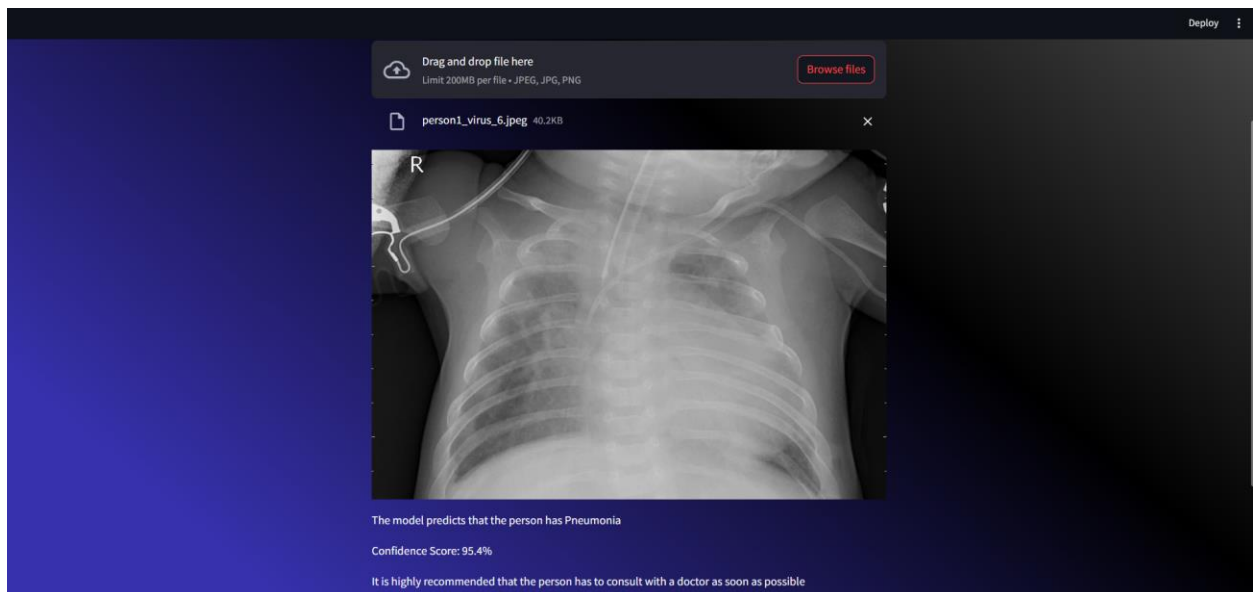 Deploy
Drag and drop file here
Limit 200MB per file • JPEG, JPG, PNG
Browse files
person1_virus_6.jpeg 40.2KB
R
The model predicts that the person has Pneumonia
Confidence Score: 95.4%
It is highly recommended that the person has to consult with a doctor as soon as possible